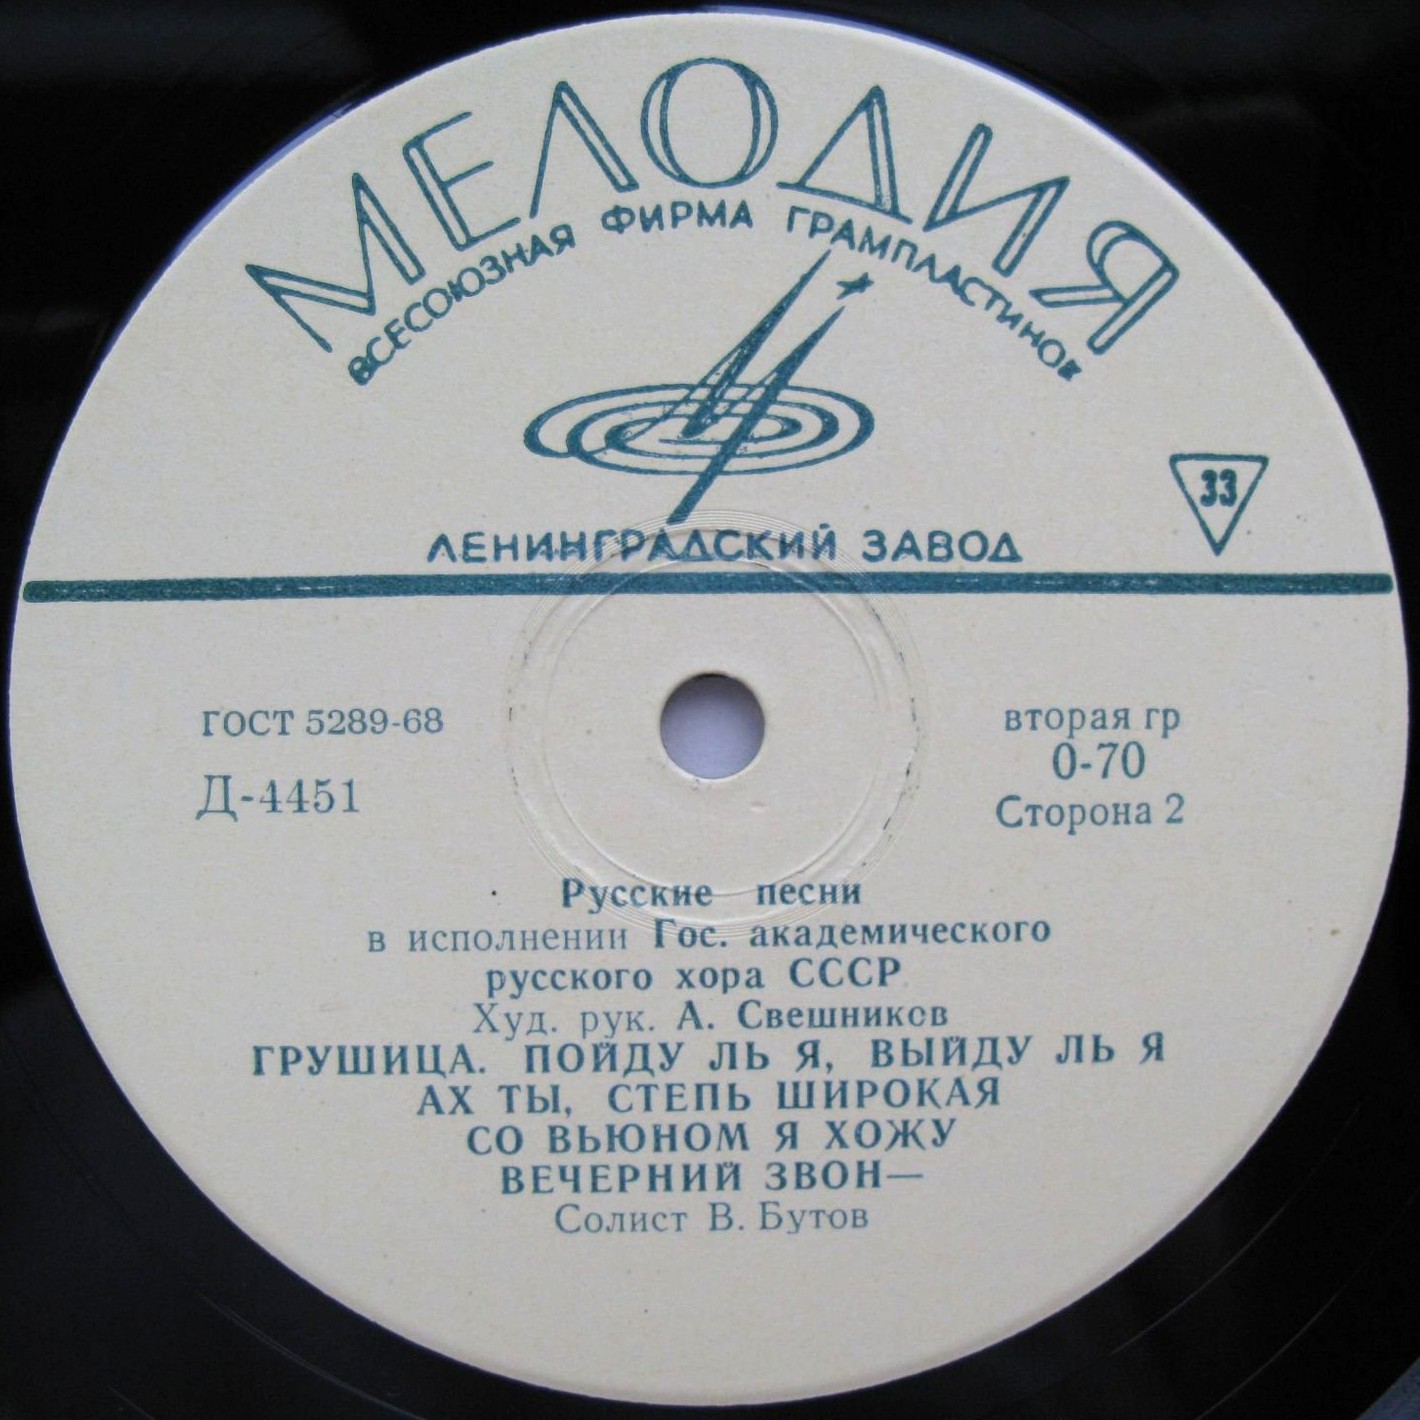 МЕЛОДИЯ
ВСЕСОЮЗНАЯ ФИРМА ГРАМПЛАСТИНОК
33
ЛЕНИНГРАДСКИЙ ЗАВОД
ГОСТ 5289-68
Д-4451
вторая гр
0-70
Сторона 2
Русские песни
в исполнении Гос. академического
русского хора СССР
Худ. рук. А. Свешников
ГРУШИЦА. ПОЙДУ ЛЬ Я, ВЫЙДУ ЛЬ Я
АХ ТЫ, СТЕПЬ ШИРОКАЯ
СО ВЬЮНОМ Я ХОЖУ
ВЕЧЕРНИЙ ЗВОН—
Солист В. Бутов